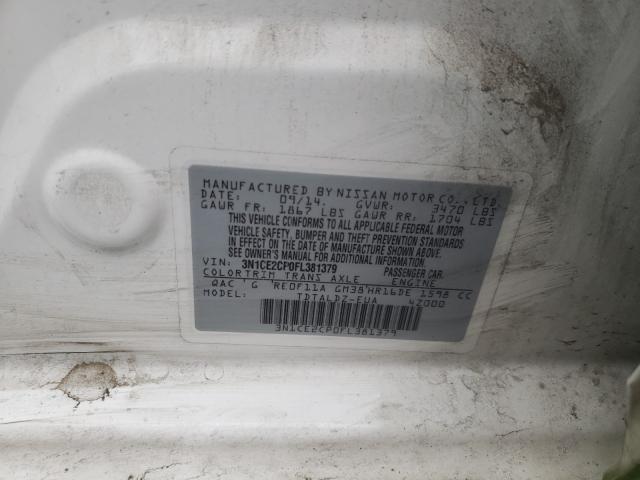 MANUFACTURED BY NISSAN MOTOR CO., LTD.
DATE: 09/14. GVWR: 3470 LBS
GAWR FR: 1867 LBS GAWR RR: 1704 LBS
THIS VEHICLE CONFORMS TO ALL APPLICABLE FEDERAL MOTOR
VEHICLE SAFETY, BUMPER AND THEFT PREVENTION STANDARDS
IN EFFECT ON THE DATE OF MANUFACTURE SHOWN ABOVE.
SEE OWNER'S MANUAL FOR ADDITIONAL INFORMATION
VIN: 3N1CE2CP0FL381379 PASSENGER CAR.
COLOR TRIM TRANS AXLE ENGINE
QAC G RE0F11A GM38 HR16DE 1598 CC
TDTALDZ-EUA 4Z000
3N1CE2CP0FL381379